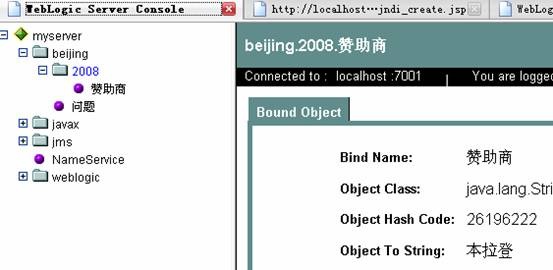 WebLogic Server Console
http://localhost…jndi_create.jsp
WebLo
myserver
beijing
2008
赞助商
问题
javax
jms
NameService
weblogic
beijing.2008.赞助商
Connected to : localhost :7001
You are logged
Bound Object
Bind Name: 赞助商
Object Class: java.lang.Stri
Object Hash Code: 26196222
Object To String: 本拉登